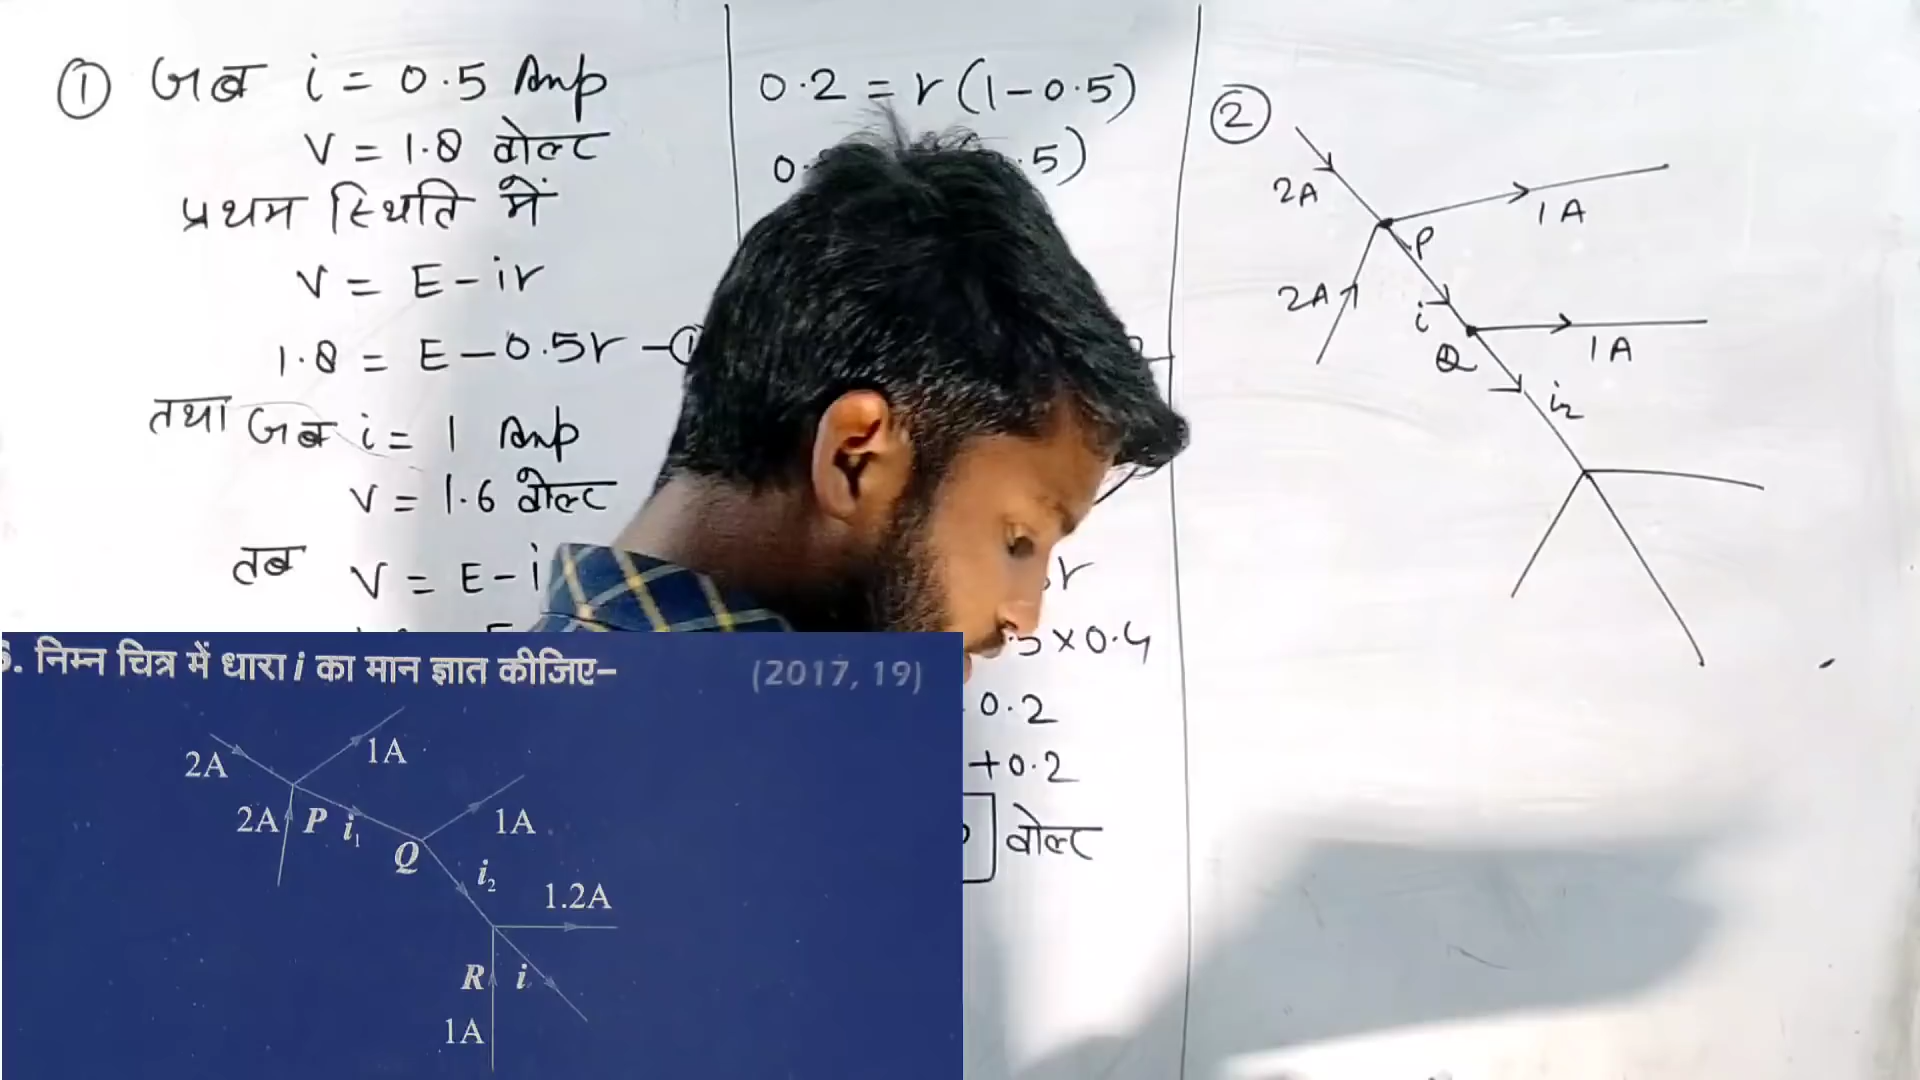 ① जब i = 0.5 Amp
V = 1.8 वोल्ट
प्रथम स्थिति में
V = E - ir
1.8 = E - 0.5r -①
तथा जब i = 1 Amp
V = 1.6 वोल्ट
तब V = E - i
0.2 = r (1 - 0.5)
.5)
r
× 0.4
0.2
+0.2
वोल्ट
②
2A
1A
P
2A
i
Q
1A
i2
6. निम्न चित्र में धारा i का मान ज्ञात कीजिए– (2017, 19)
2A
1A
2A
P
i₁
Q
1A
i₂
1.2A
R
i
1A